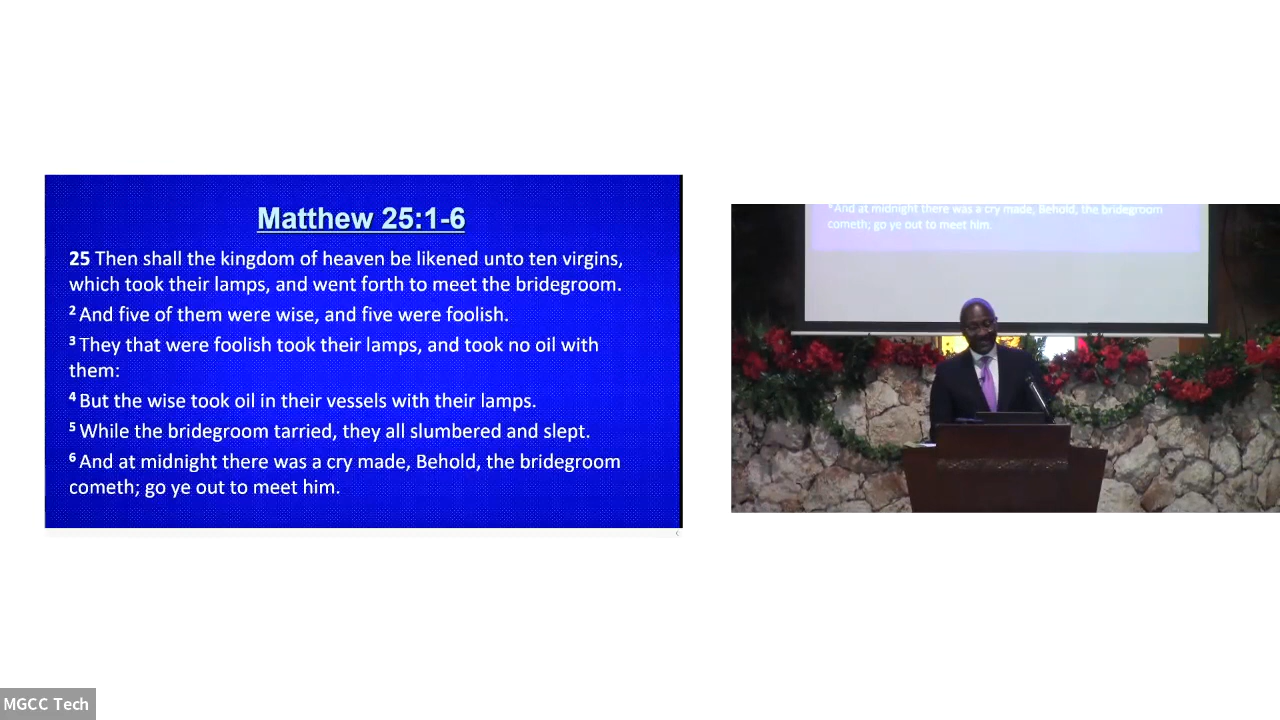 Matthew 25:1-6
25 Then shall the kingdom of heaven be likened unto ten virgins,
which took their lamps, and went forth to meet the bridegroom.
2 And five of them were wise, and five were foolish.
3 They that were foolish took their lamps, and took no oil with
them:
4 But the wise took oil in their vessels with their lamps.
5 While the bridegroom tarried, they all slumbered and slept.
6 And at midnight there was a cry made, Behold, the bridegroom
cometh; go ye out to meet him.
6 And at midnight there was a cry made, Behold, the bridegroom
cometh; go ye out to meet him.
MGCC Tech